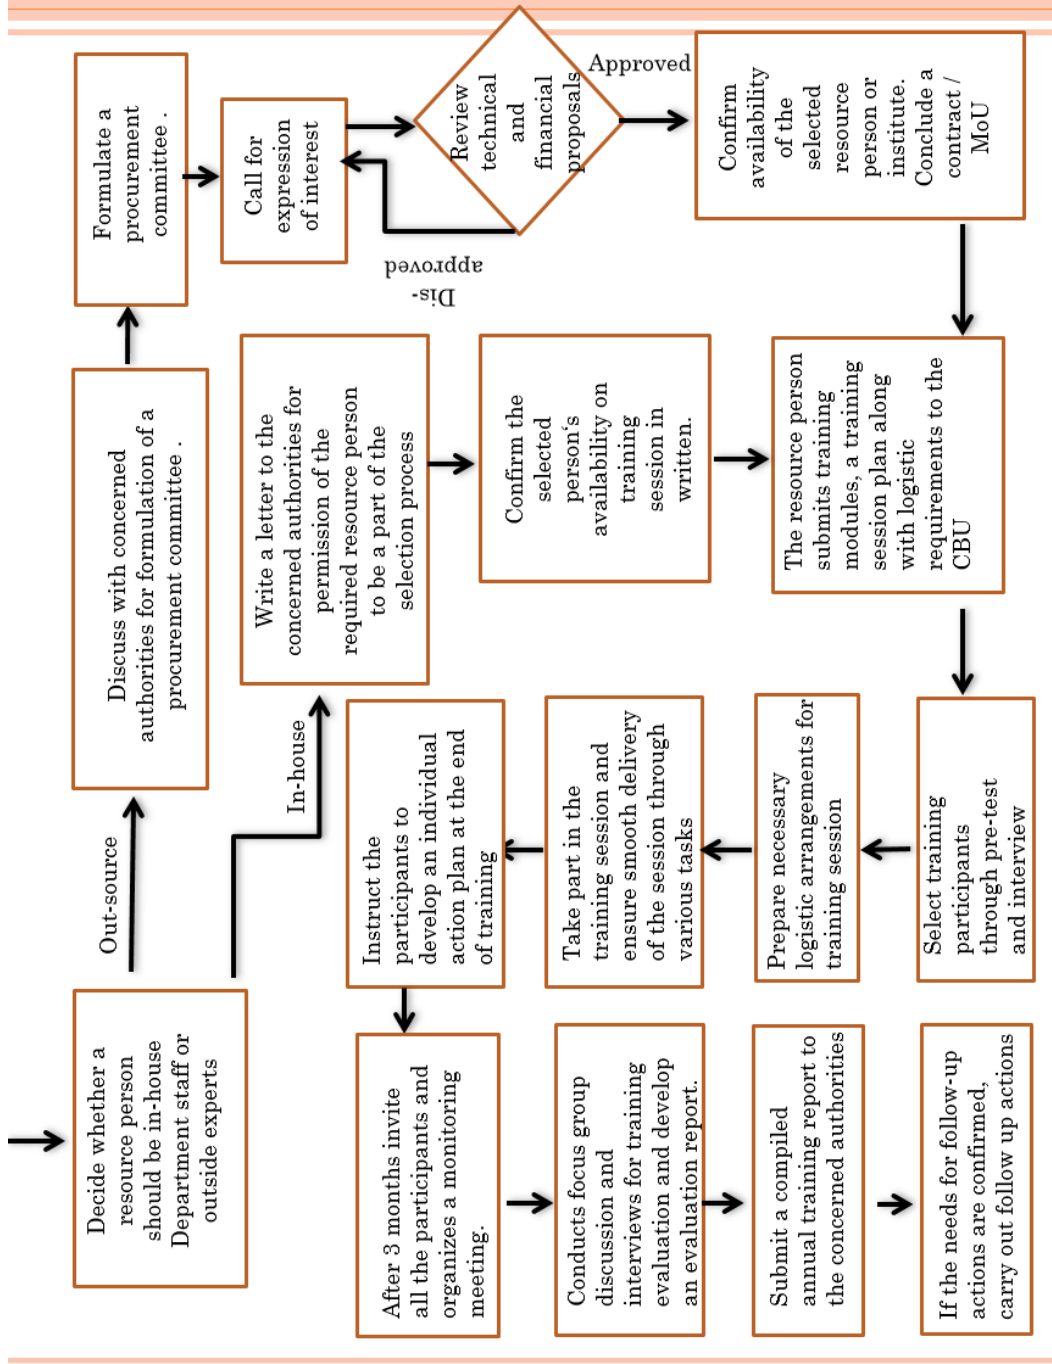 Decide whether a
resource person
should be in-house
Department staff or
outside experts
Out-source
In-house
Discuss with concerned
authorities for formulation of a
procurement committee .
Formulate a
procurement
committee .
Call for
expression
of interest
Review
technical
and
financial
proposals
Approved
Dis-
approved
Confirm
availability
of the
selected
resource
person or
institute.
Conclude a
contract /
MoU
Write a letter to the
concerned authorities for
permission of the
required resource person
to be a part of the
selection process
Confirm the
selected
person's
availability on
training
session in
written.
The resource person
submits training
modules, a training
session plan along
with logistic
requirements to the
CBU
Select training
participants
through pre-test
and interview
Prepare necessary
logistic arrangements for
training session
Take part in the
training session and
ensure smooth delivery
of the session through
various tasks
Instruct the
participants to
develop an individual
action plan at the end
of training
After 3 months invite
all the participants and
organizes a monitoring
meeting.
Conducts focus group
discussion and
interviews for training
evaluation and develop
an evaluation report.
Submit a compiled
annual training report to
the concerned authorities
If the needs for follow-up
actions are confirmed,
carry out follow up actions